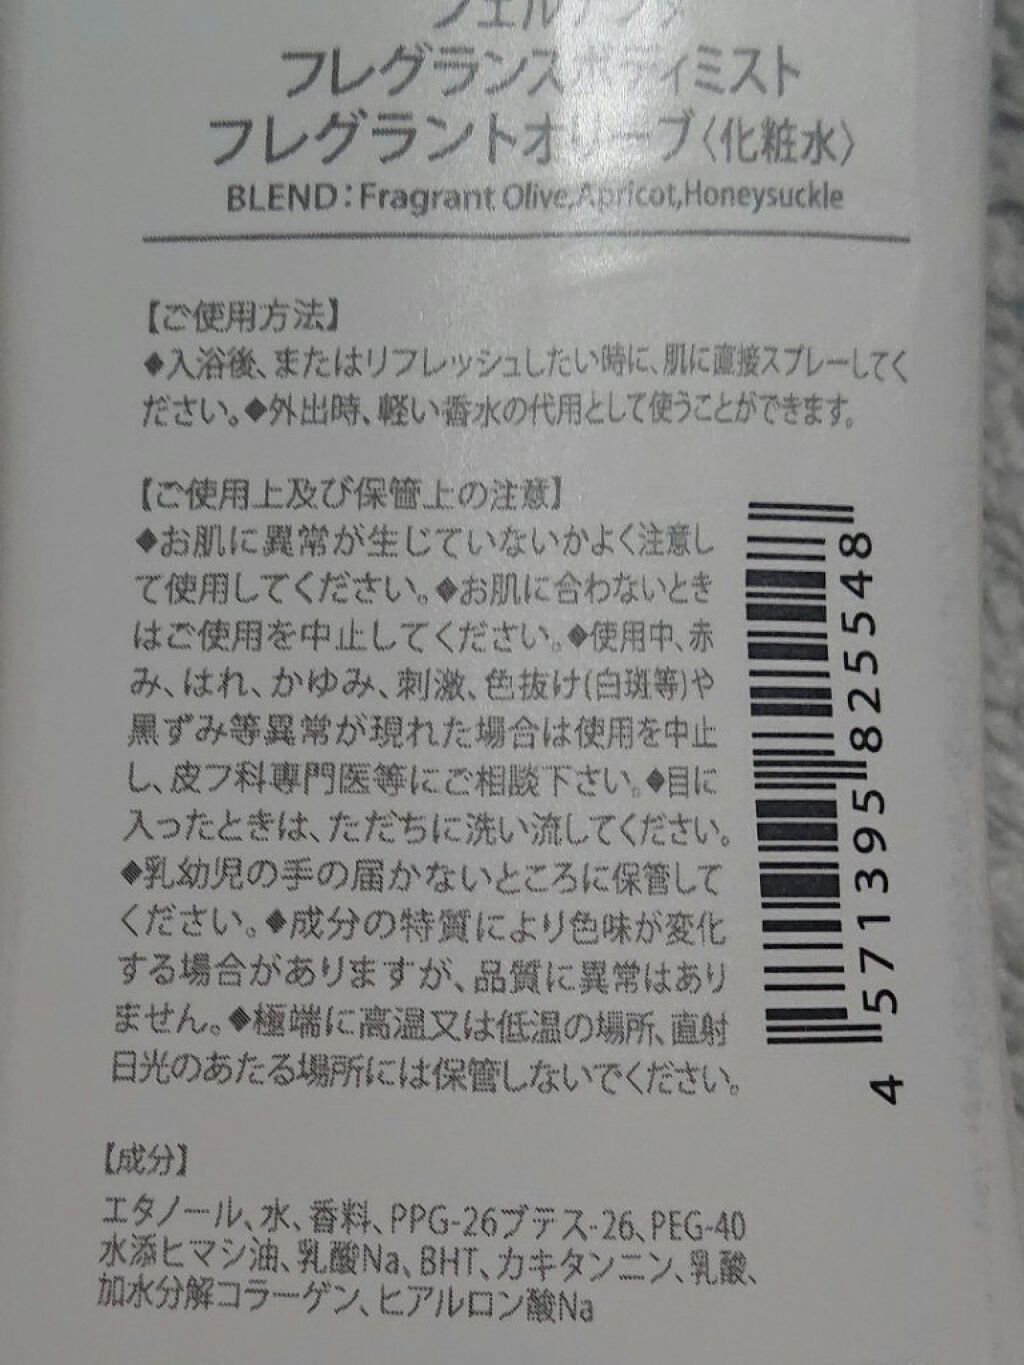 フェルナンダ
フレグランスボディミスト
フレグラントオリーブ〈化粧水〉
BLEND：Fragrant Olive,Apricot,Honeysuckle
【ご使用方法】
◆入浴後、またはリフレッシュしたい時に、肌に直接スプレーしてく
ださい。◆外出時、軽い香水の代用として使うことができます。
【ご使用上及び保管上の注意】
◆お肌に異常が生じていないかよく注意し
て使用してください。◆お肌に合わないとき
はご使用を中止してください。◆使用中、赤
み、はれ、かゆみ、刺激、色抜け(白斑等)や
黒ずみ等異常が現れた場合は使用を中止
し、皮フ科専門医等にご相談下さい。◆目に
入ったときは、ただちに洗い流してください。
◆乳幼児の手の届かないところに保管して
ください。◆成分の特質により色味が変化
する場合がありますが、品質に異常はあり
ません。◆極端に高温又は低温の場所、直射
日光のあたる場所には保管しないでください。
4 571395 825548
【成分】
エタノール、水、香料、PPG-26ブテス-26、PEG-40
水添ヒマシ油、乳酸Na、BHT、カキタンニン、乳酸、
加水分解コラーゲン、ヒアルロン酸Na